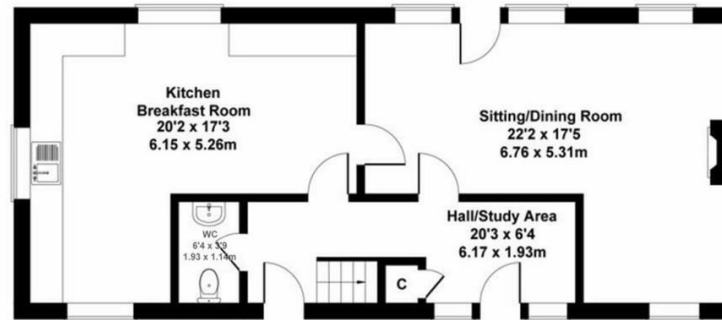 Kitchen
Breakfast Room
20'2 x 17'3
6.15 x 5.26m
Sitting/Dining Room
22'2 x 17'5
6.76 x 5.31m
Hall/Study Area
20'3 x 6'4
6.17 x 1.93m
WC
6'4 x 3'9
1.93 x 1.14m
C